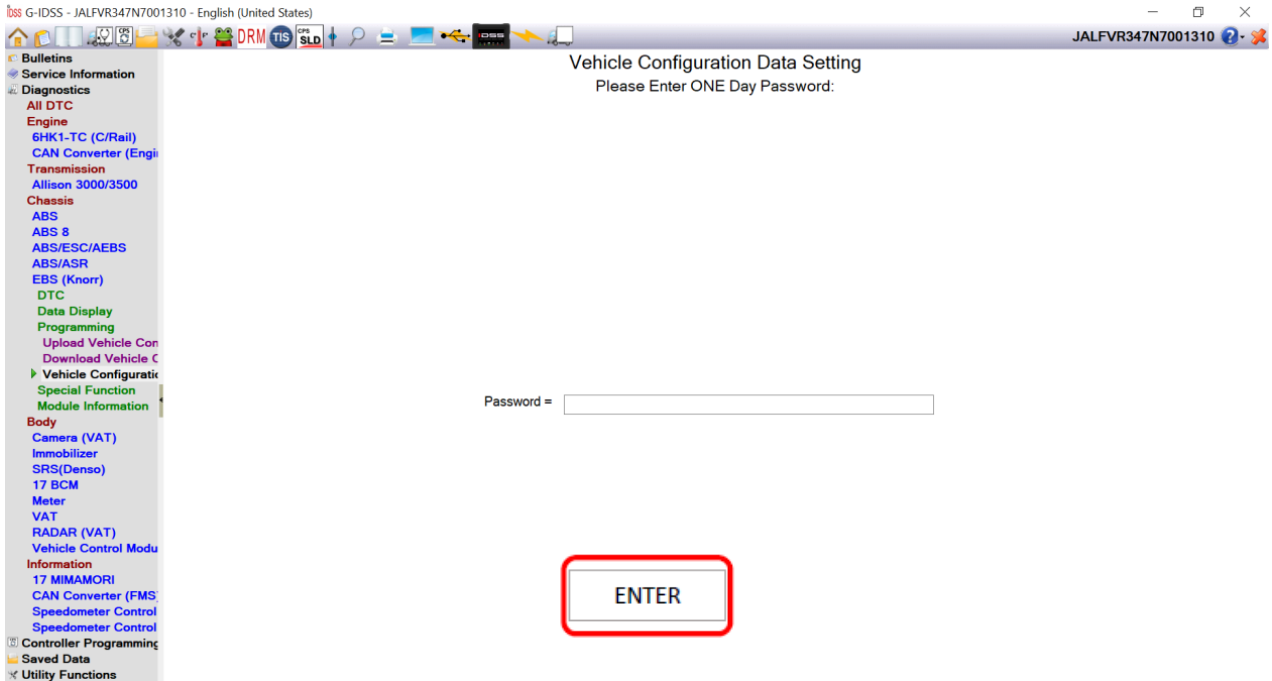 G-IDSS - JALFVR347N7001310 - English (United States)
DRM TIS CPS SLD IDSS JALFVR347N7001310
Bulletins
Service Information
Diagnostics
All DTC
Engine
6HK1-TC (C/Rail)
CAN Converter (Engi
Transmission
Allison 3000/3500
Chassis
ABS
ABS 8
ABS/ESC/AEBS
ABS/ASR
EBS (Knorr)
DTC
Data Display
Programming
Upload Vehicle Con
Download Vehicle C
Vehicle Configuratio
Special Function
Module Information
Body
Camera (VAT)
Immobilizer
SRS(Denso)
17 BCM
Meter
VAT
RADAR (VAT)
Vehicle Control Modu
Information
17 MIMAMORI
CAN Converter (FMS)
Speedometer Control
Speedometer Control
Controller Programming
Saved Data
Utility Functions
Vehicle Configuration Data Setting
Please Enter ONE Day Password:
Password =
ENTER